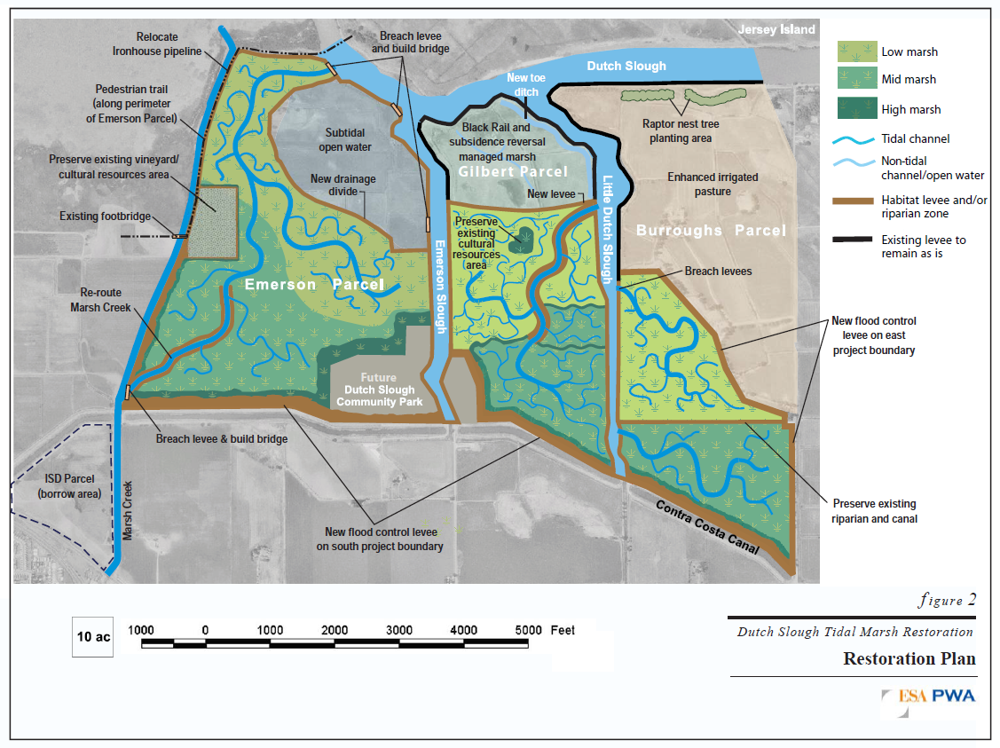 Jersey Island
Relocate
Ironhouse pipeline
Breach levee
and build bridge
Dutch Slough
New toe
ditch
Pedestrian trail
(along perimeter
of Emerson Parcel)
Subtidal
open water
Black Rail and
subsidence reversal
managed marsh
Gilbert Parcel
Raptor nest tree
planting area
Preserve existing vineyard/
cultural resources area
New drainage
divide
New levee
Enhanced irrigated
pasture
Existing footbridge
Preserve
existing
cultural
resources
area
Little Dutch Slough
Burroughs Parcel
Emerson Slough
Emerson Parcel
Breach levees
Re-route
Marsh Creek
New flood control
levee on east
project boundary
Future
Dutch Slough
Community Park
Breach levee & build bridge
ISD Parcel
(borrow area)
Marsh Creek
New flood control levee
on south project boundary
Contra Costa Canal
Preserve existing
riparian and canal
Low marsh
Mid marsh
High marsh
Tidal channel
Non-tidal
channel/open water
Habitat levee and/or
riparian zone
Existing levee to
remain as is
10 ac
1000 0 1000 2000 3000 4000 5000 Feet
figure 2
Dutch Slough Tidal Marsh Restoration
Restoration Plan
ESA PWA